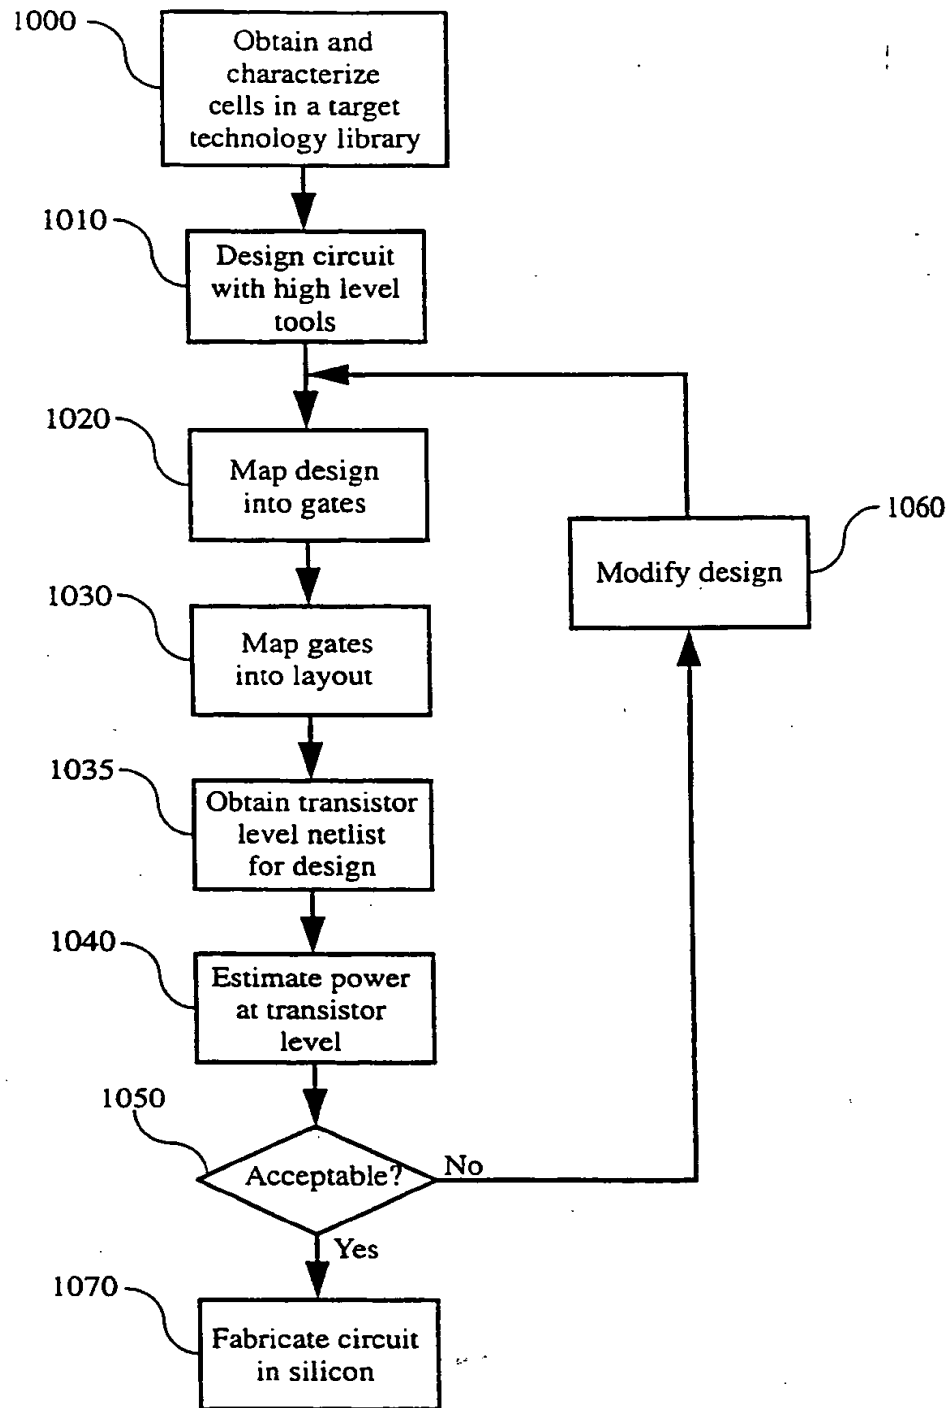 1000
Obtain and
characterize
cells in a target
technology library
1010
Design circuit
with high level
tools
1020
Map design
into gates
1060
Modify design
1030
Map gates
into layout
1035
Obtain transistor
level netlist
for design
1040
Estimate power
at transistor
level
1050
Acceptable?
No
Yes
1070
Fabricate circuit
in silicon